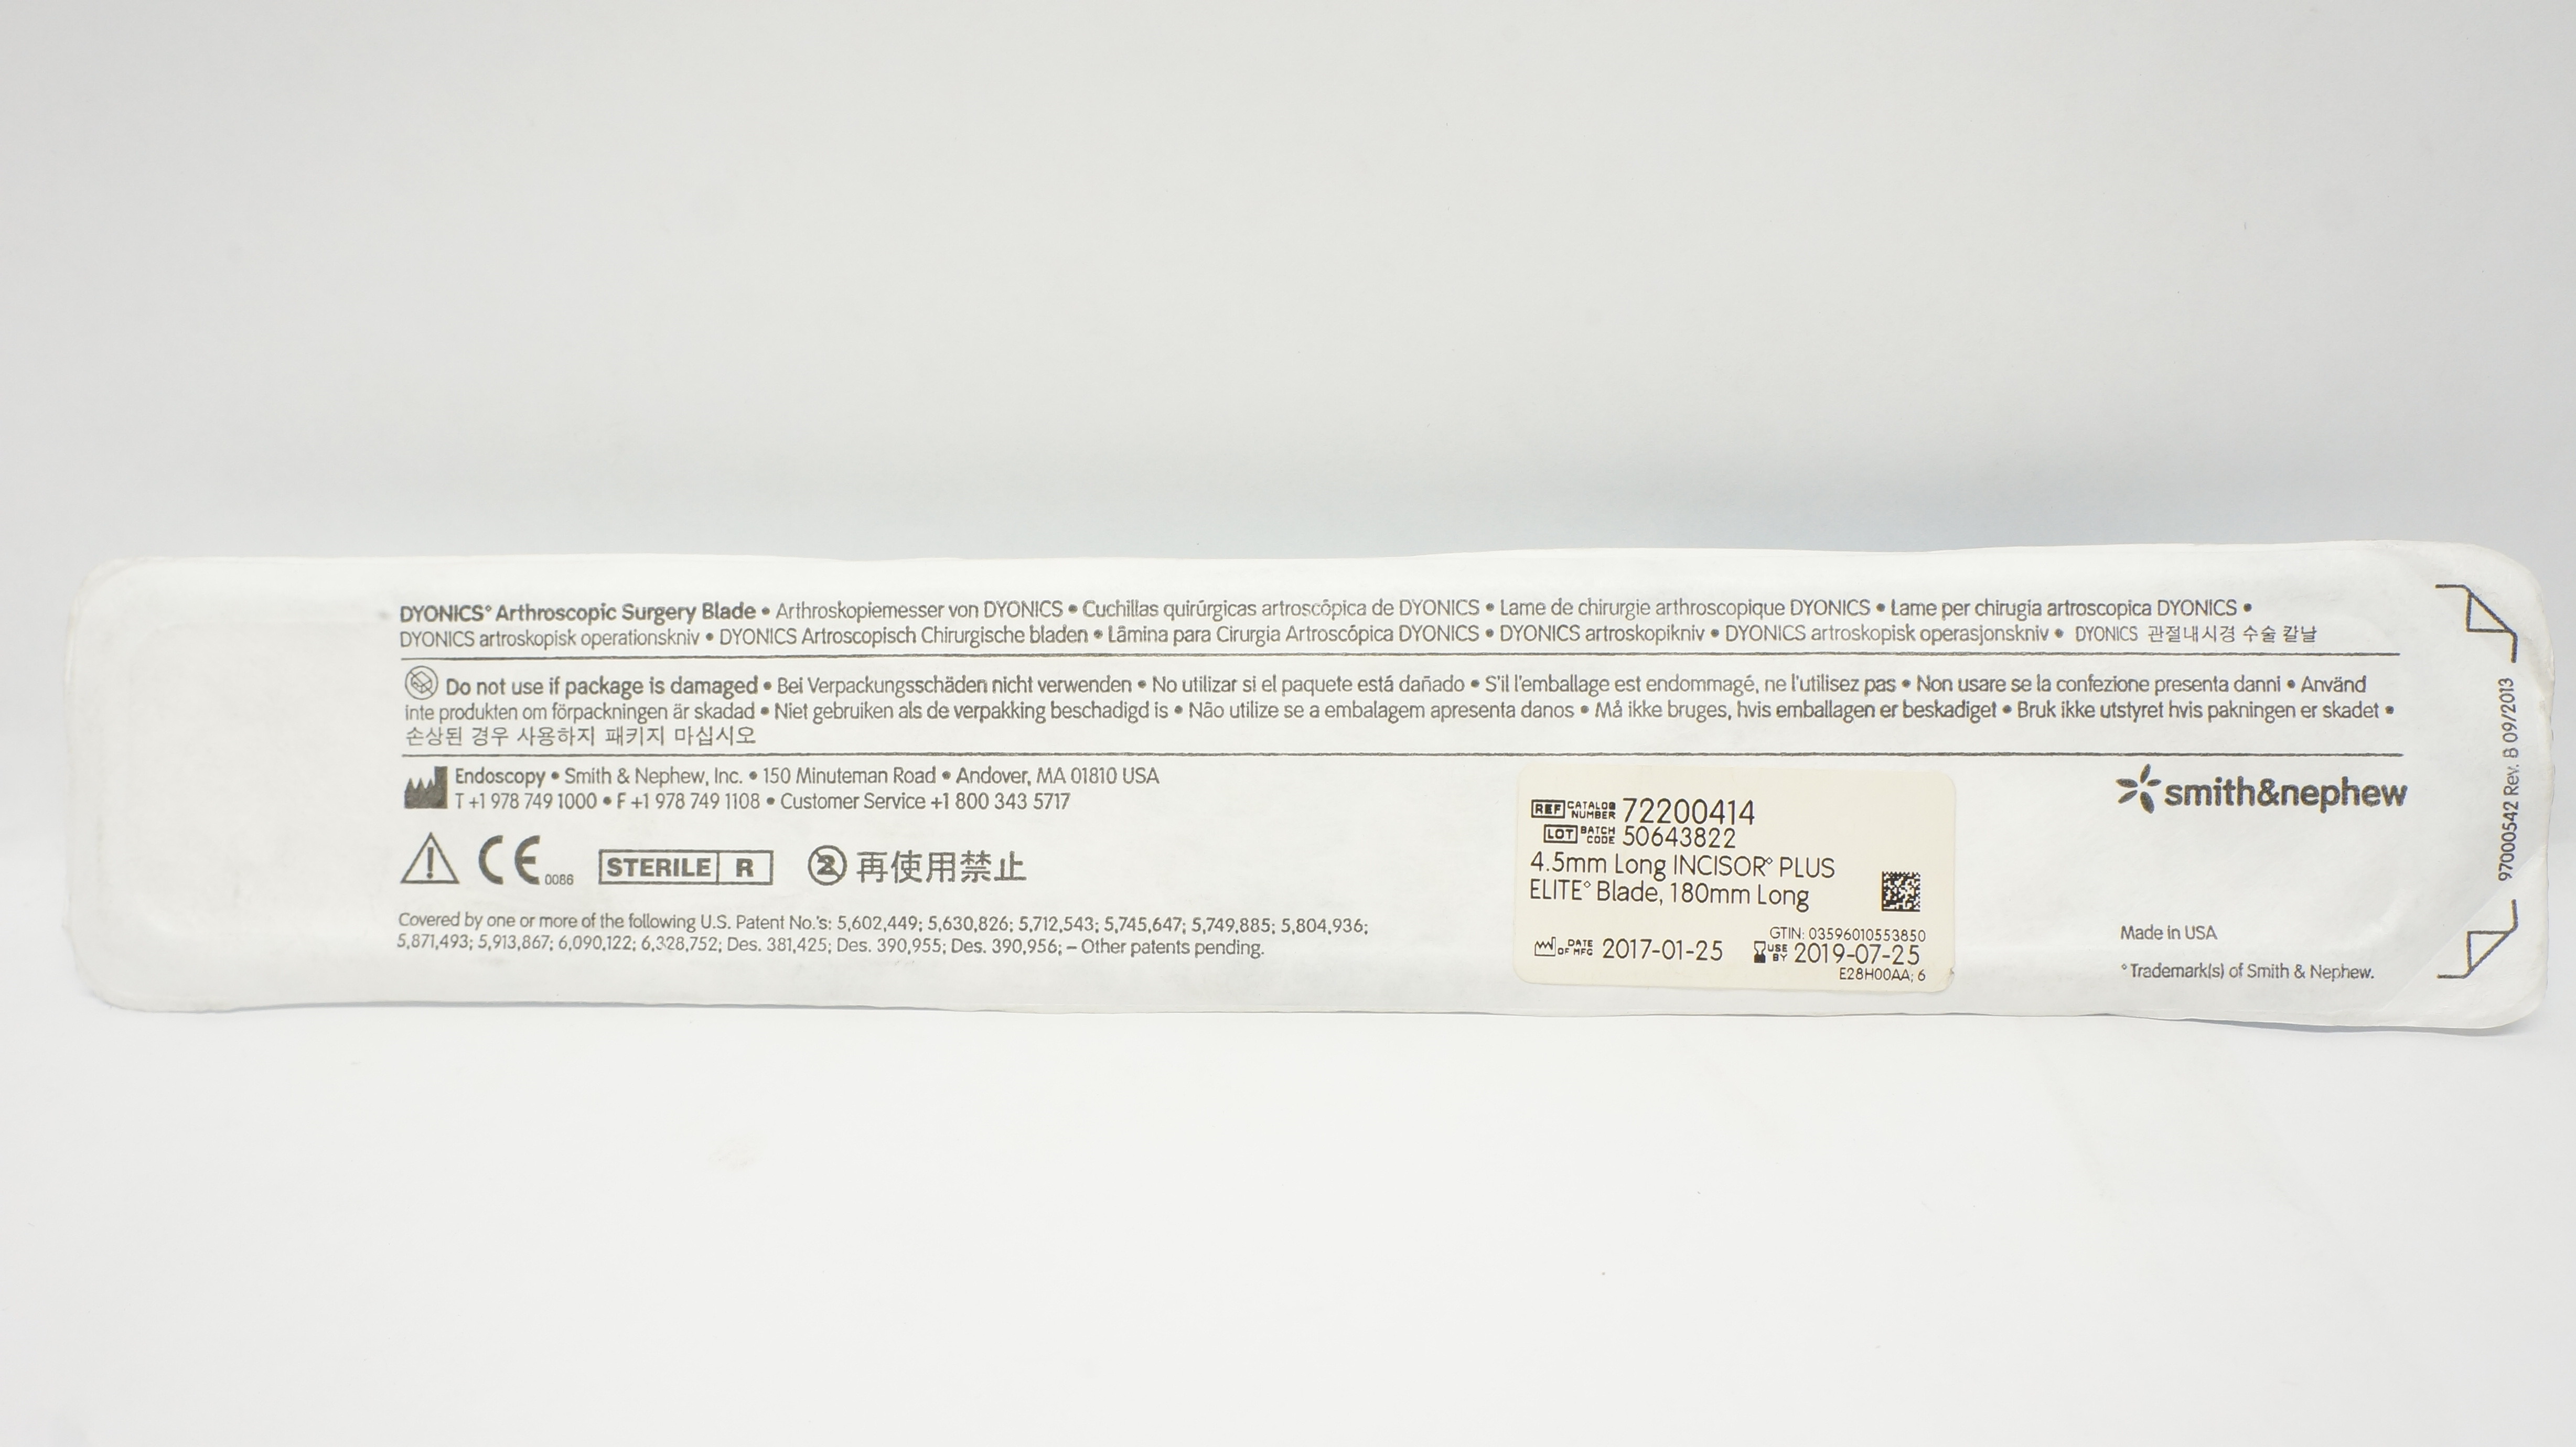 DYONICS° Arthroscopic Surgery Blade • Arthroskopiemesser von DYONICS • Cuchillas quirúrgicas artroscópica de DYONICS • Lame de chirurgie arthroscopique DYONICS • Lame per chirugia artroscopica DYONICS •
DYONICS artroskopisk operationskniv • DYONICS Artroscopisch Chirurgische bladen • Lâmina para Cirurgia Artroscópica DYONICS • DYONICS artroskopikniv • DYONICS artroskopisk operasjonskniv • DYONICS 관절내시경 수술 칼날
Do not use if package is damaged • Bei Verpackungsschäden nicht verwenden • No utilizar si el paquete está dañado • S'il l'emballage est endommagé, ne l'utilisez pas • Non usare se la confezione presenta danni • Använd
inte produkten om förpackningen är skadad • Niet gebruiken als de verpakking beschadigd is • Não utilize se a embalagem apresenta danos • Må ikke bruges, hvis emballagen er beskadiget • Bruk ikke utstyret hvis pakningen er skadet •
손상된 경우 사용하지 패키지 마십시오
Endoscopy • Smith & Nephew, Inc. • 150 Minuteman Road • Andover, MA 01810 USA
T +1 978 749 1000 • F +1 978 749 1108 • Customer Service +1 800 343 5717
CE 0086 STERILE R 2 再使用禁止
Covered by one or more of the following U.S. Patent No.'s: 5,602,449; 5,630,826; 5,712,543; 5,745,647; 5,749,885; 5,804,936;
5,871,493; 5,913,867; 6,090,122; 6,328,752; Des. 381,425; Des. 390,955; Des. 390,956; – Other patents pending.
REF CATALOG NUMBER 72200414
LOT BATCH CODE 50643822
4.5mm Long INCISOR° PLUS
ELITE° Blade, 180mm Long
GTIN: 03596010553850
DATE OF MFG 2017-01-25 USE BY 2019-07-25
E28H00AA; 6
smith&nephew
Made in USA
° Trademark(s) of Smith & Nephew.
97000542 Rev. B 09/2013